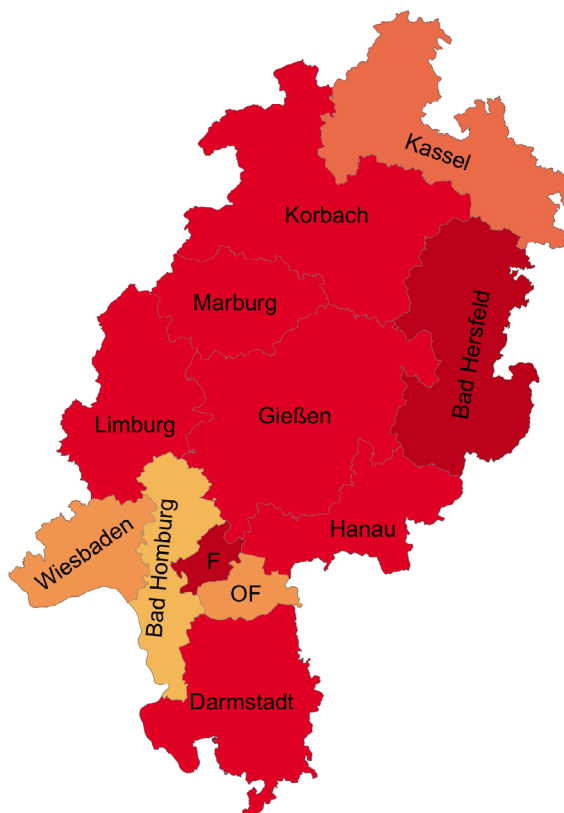 Kassel
Korbach
Marburg
Bad Hersfeld
Limburg
Gießen
Hanau
Wiesbaden
Bad Homburg
F
OF
Darmstadt